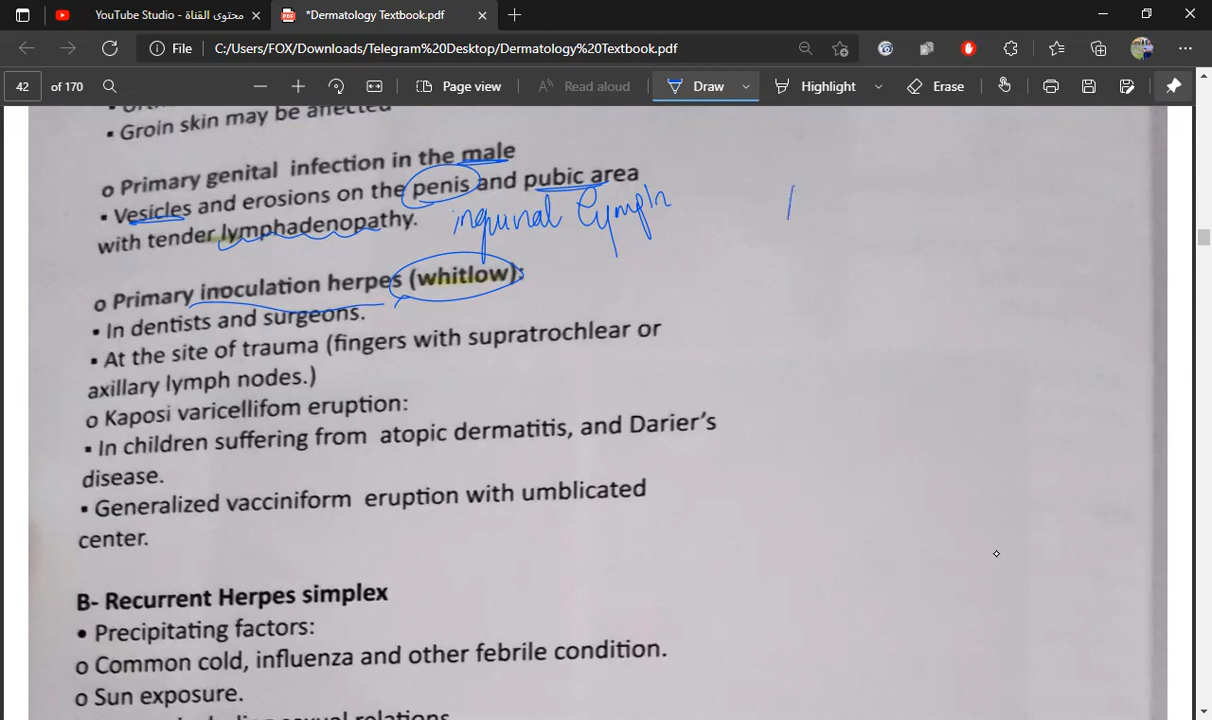 YouTube Studio - محتوى القناة
*Dermatology Textbook.pdf
File C:/Users/FOX/Downloads/Telegram%20Desktop/Dermatology%20Textbook.pdf
42 of 170 Page view Read aloud Draw Highlight Erase
▪ Groin skin may be affected
o Primary genital infection in the male
▪ Vesicles and erosions on the penis and pubic area
with tender lymphadenopathy.
lymph
o Primary inoculation herpes (whitlow):
▪ In dentists and surgeons.
▪ At the site of trauma (fingers with supratrochlear or
axillary lymph nodes.)
o Kaposi varicellifom eruption:
▪ In children suffering from atopic dermatitis, and Darier's
disease.
▪ Generalized vacciniform eruption with umblicated
center.
B- Recurrent Herpes simplex
• Precipitating factors:
o Common cold, influenza and other febrile condition.
o Sun exposure.
sexual relations